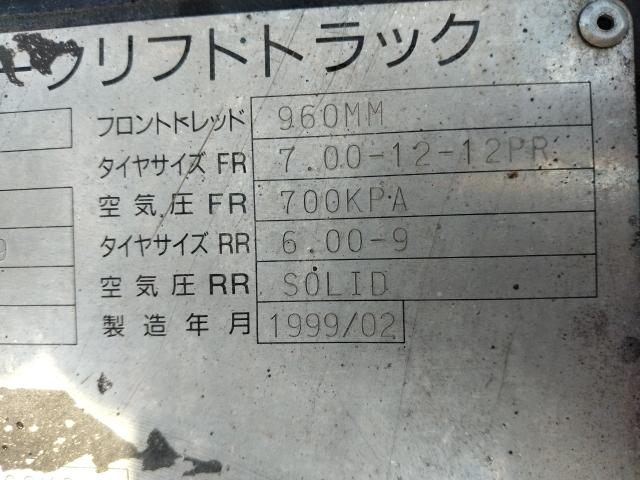 ークリフトトラック
フロントトレッド 960MM
タイヤサイズ FR 7.00-12-12PR
空気圧 FR 700KPA
タイヤサイズ RR 6.00-9
空気圧 RR SOLID
製造年月 1999/02